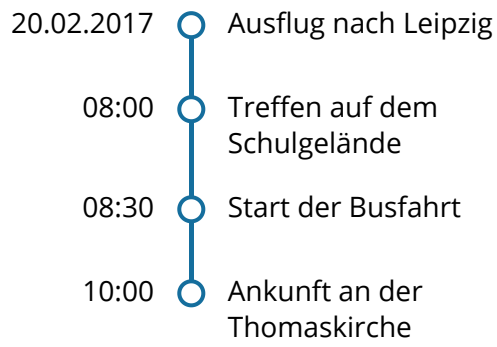 20.02.2017 Ausflug nach Leipzig
08:00 Treffen auf dem
Schulgelände
08:30 Start der Busfahrt
10:00 Ankunft an der
Thomaskirche